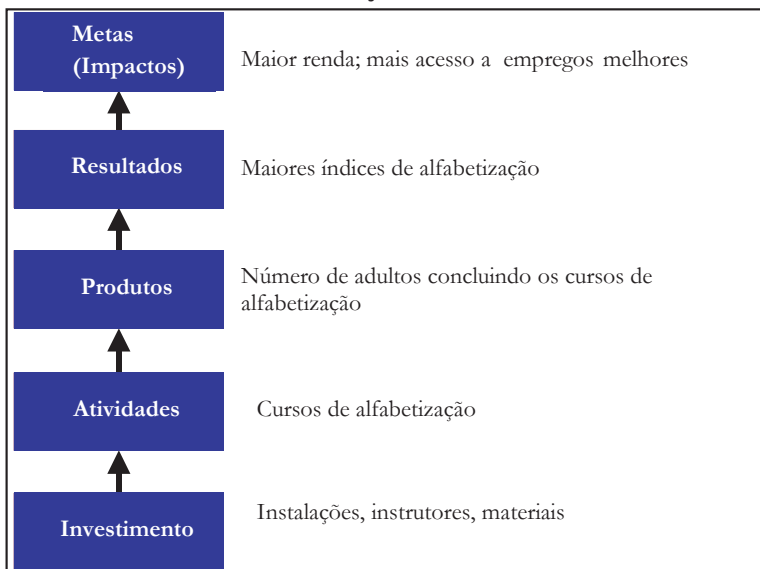 Metas
(Impactos)
Maior renda; mais acesso a empregos melhores
Resultados
Maiores índices de alfabetização
Produtos
Número de adultos concluindo os cursos de
alfabetização
Atividades
Cursos de alfabetização
Investimento
Instalações, instrutores, materiais